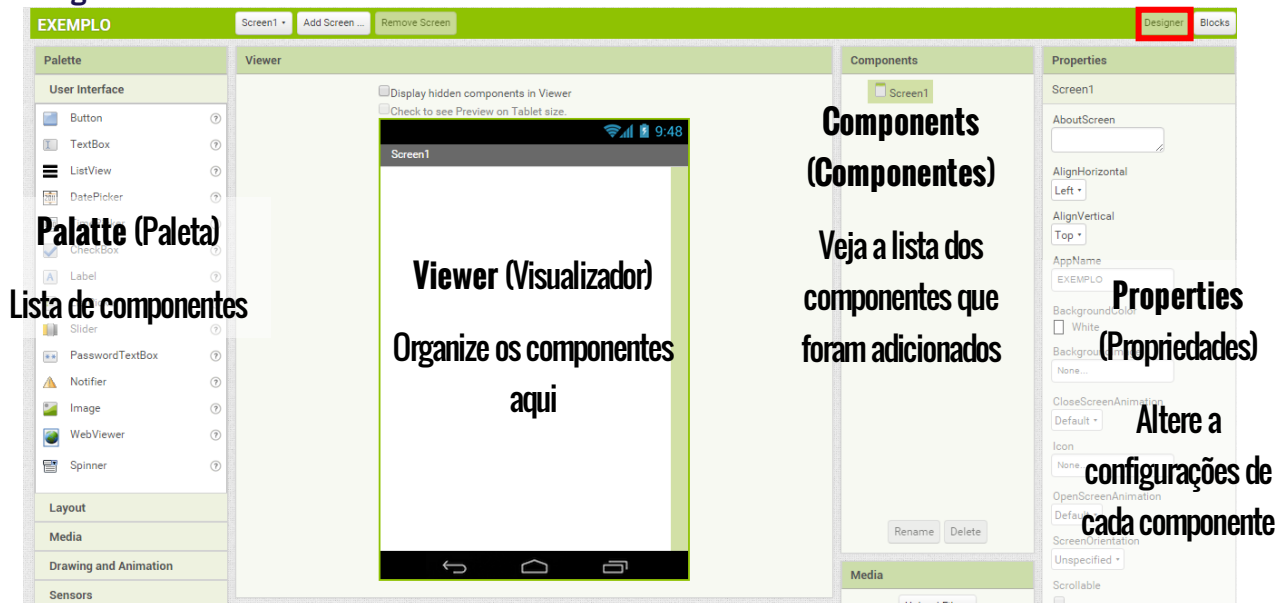 EXEMPLO
Screen1
Add Screen ...
Remove Screen
Designer
Blocks
Palette
User Interface
Button
TextBox
ListView
DatePicker
CheckBox
Label
Slider
PasswordTextBox
Notifier
Image
WebViewer
Spinner
Layout
Media
Drawing and Animation
Sensors
Palatte (Paleta)
Lista de componentes
Viewer
Display hidden components in Viewer
Check to see Preview on Tablet size.
9:48
Screen1
Viewer (Visualizador)
Organize os componentes
aqui
Components
Screen1
Components
(Componentes)
Veja a lista dos
componentes que
foram adicionados
Rename
Delete
Media
Properties
Screen1
AboutScreen
AlignHorizontal
Left
AlignVertical
Top
AppName
EXEMPLO
BackgroundColor
White
None...
CloseScreenAnimation
Default
Icon
None...
OpenScreenAnimation
Default
ScreenOrientation
Unspecified
Scrollable
Properties
(Propriedades)
Altere a
configurações de
cada componente